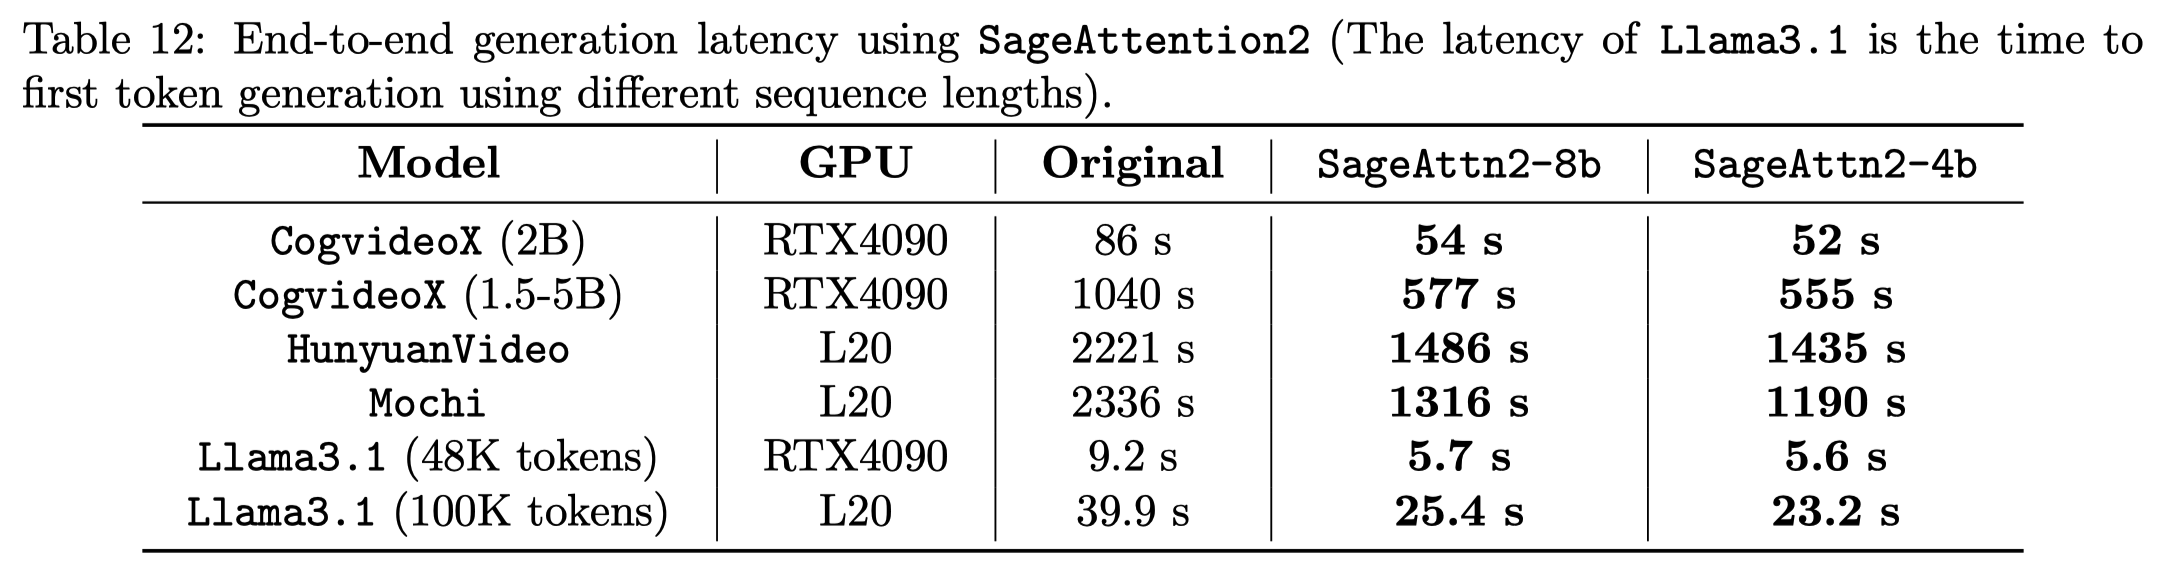 Table 12: End-to-end generation latency using SageAttention2 (The latency of Llama3.1 is the time to
first token generation using different sequence lengths).
Model GPU Original SageAttn2-8b SageAttn2-4b
CogvideoX (2B) RTX4090 86 s 54 s 52 s
CogvideoX (1.5-5B) RTX4090 1040 s 577 s 555 s
HunyuanVideo L20 2221 s 1486 s 1435 s
Mochi L20 2336 s 1316 s 1190 s
Llama3.1 (48K tokens) RTX4090 9.2 s 5.7 s 5.6 s
Llama3.1 (100K tokens) L20 39.9 s 25.4 s 23.2 s